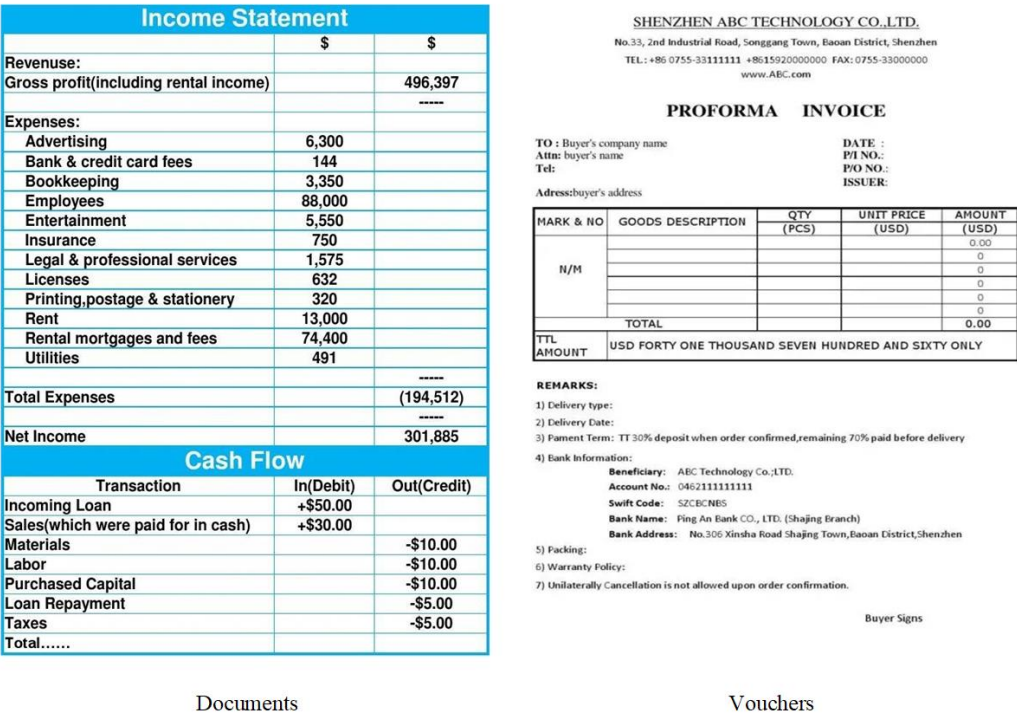 Income Statement
$ $
Revenuse:
Gross profit(including rental income) 496,397
-----
Expenses:
Advertising 6,300
Bank & credit card fees 144
Bookkeeping 3,350
Employees 88,000
Entertainment 5,550
Insurance 750
Legal & professional services 1,575
Licenses 632
Printing,postage & stationery 320
Rent 13,000
Rental mortgages and fees 74,400
Utilities 491
-----
Total Expenses (194,512)
-----
Net Income 301,885
Cash Flow
Transaction In(Debit) Out(Credit)
Incoming Loan +$50.00
Sales(which were paid for in cash) +$30.00
Materials -$10.00
Labor -$10.00
Purchased Capital -$10.00
Loan Repayment -$5.00
Taxes -$5.00
Total......
Documents
SHENZHEN ABC TECHNOLOGY CO.,LTD.
No.33, 2nd Industrial Road, Songgang Town, Baoan District, Shenzhen
TEL: +86 0755-33111111 +8615920000000 FAX: 0755-33000000
www.ABC.com
PROFORMA INVOICE
TO : Buyer's company name DATE :
Attn: buyer's name P/I NO.:
Tel: P/O NO.:
ISSUER:
Adress:buyer's address
MARK & NO GOODS DESCRIPTION QTY UNIT PRICE AMOUNT
(PCS) (USD) (USD)
0.00
0
0
N/M
0
0
0
TOTAL 0.00
TTL AMOUNT USD FORTY ONE THOUSAND SEVEN HUNDRED AND SIXTY ONLY
REMARKS:
1) Delivery type:
2) Delivery Date:
3) Pament Term: TT 30% deposit when order confirmed,remaining 70% paid before delivery
4) Bank Information:
Beneficiary: ABC Technology Co.;LTD.
Account No.: 0462111111111
Swift Code: SZCBCNBS
Bank Name: Ping An Bank CO., LTD. (Shajing Branch)
Bank Address: No.306 Xinsha Road Shajing Town,Baoan District,Shenzhen
5) Packing:
6) Warranty Policy:
7) Unilaterally Cancellation is not allowed upon order confirmation.
Buyer Signs
Vouchers